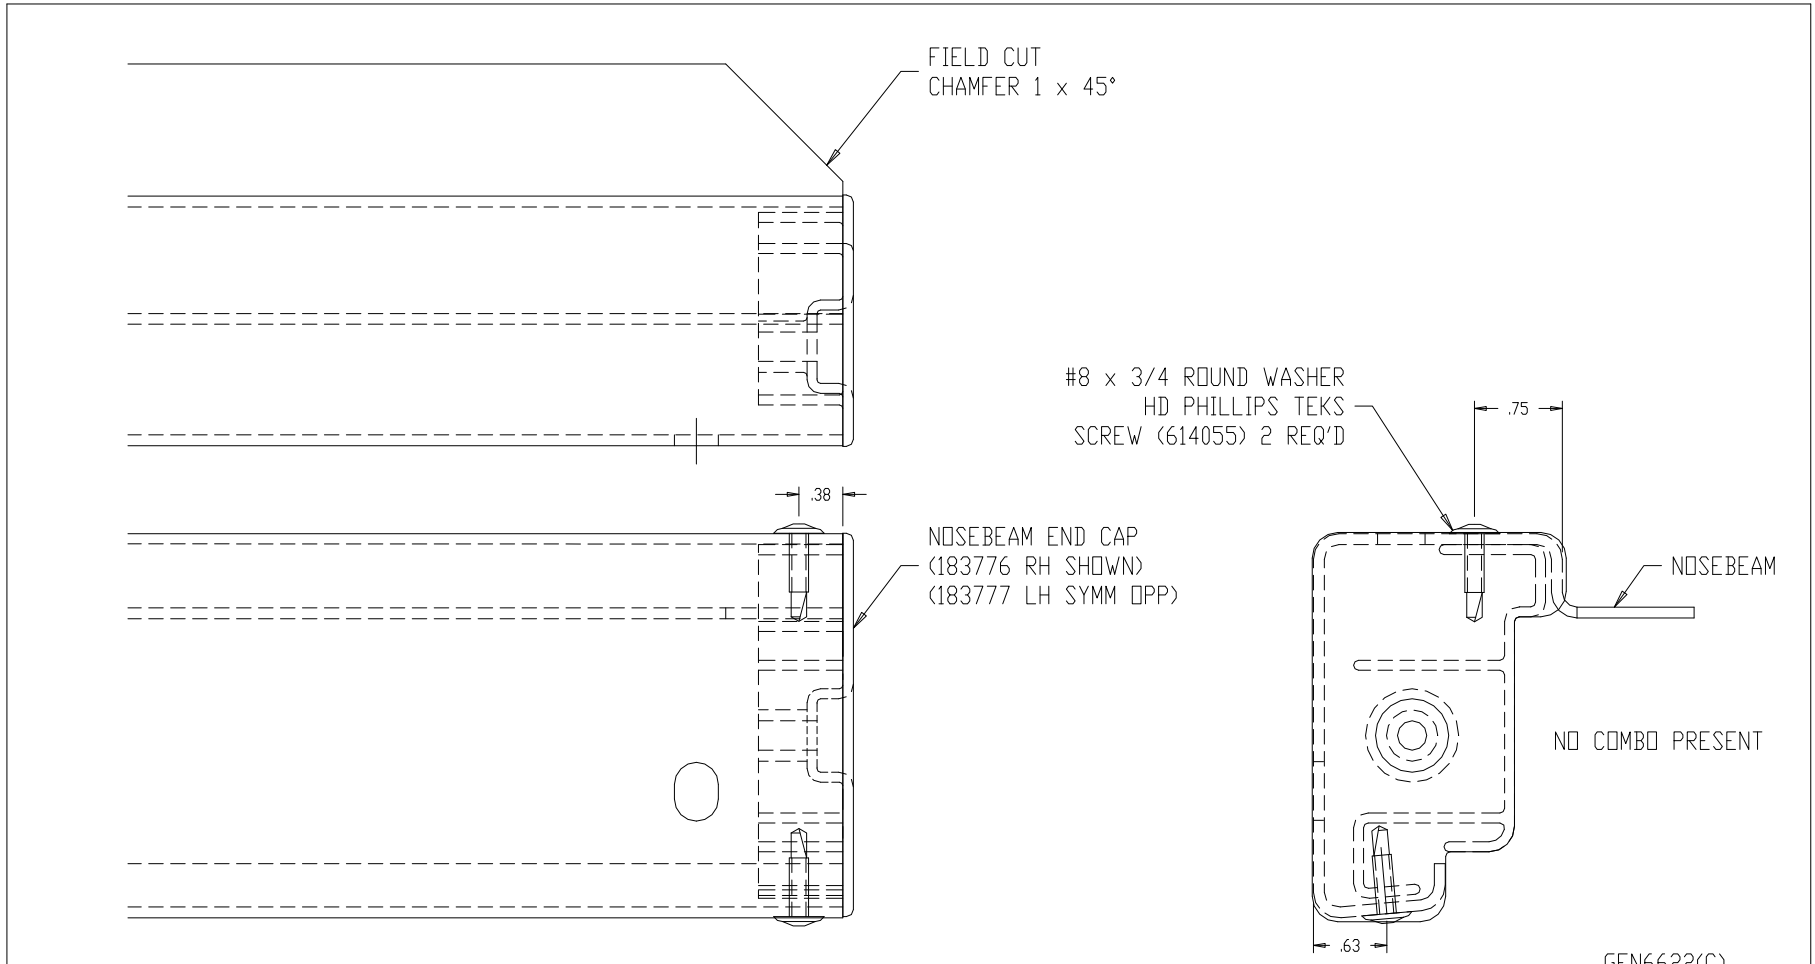 FIELD CUT
CHAMFER 1 x 45°
#8 x 3/4 ROUND WASHER
HD PHILLIPS TEKS
SCREW (614055) 2 REQ'D
.75
.38
NOSEBEAM END CAP
(183776 RH SHOWN)
(183777 LH SYMM OPP)
NOSEBEAM
NO COMBO PRESENT
.63